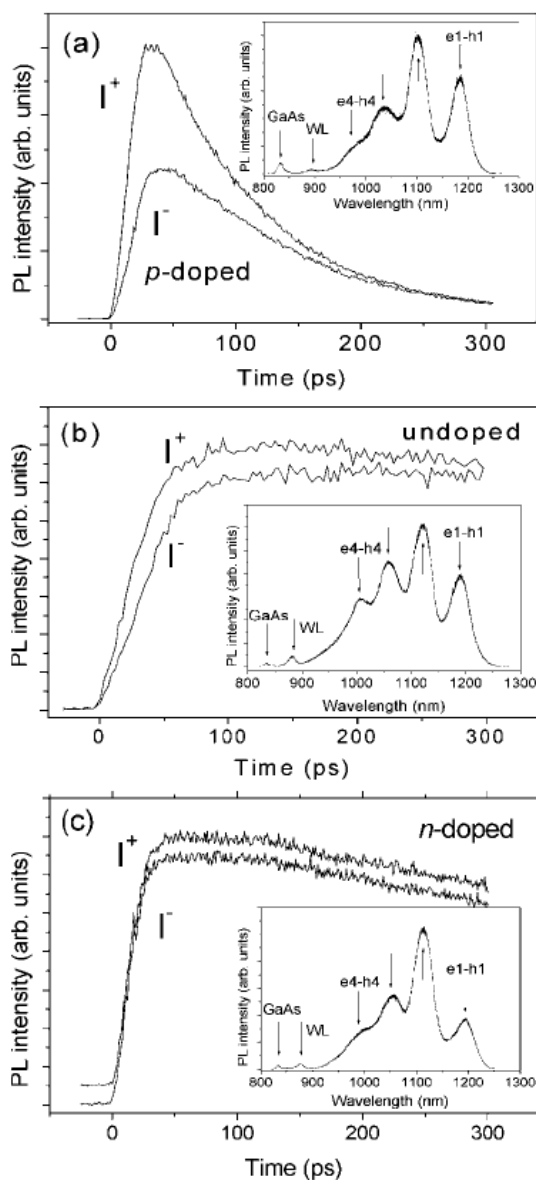 (a)
I⁺
I⁻
p-doped
PL intensity (arb. units)
0 100 200 300
Time (ps)
PL intensity (arb. units)
GaAs
WL
e4-h4
e1-h1
800 900 1000 1100 1200 1300
Wavelength (nm)
(b)
undoped
I⁺
I⁻
PL intensity (arb. units)
0 100 200 300
Time (ps)
PL intensity (arb. units)
GaAs
WL
e4-h4
e1-h1
800 900 1000 1100 1200 1300
Wavelength (nm)
(c)
n-doped
I⁺
I⁻
PL intensity (arb. units)
0 100 200 300
Time (ps)
PL intensity (arb. units)
GaAs
WL
e4-h4
e1-h1
800 900 1000 1100 1200 1300
Wavelength (nm)